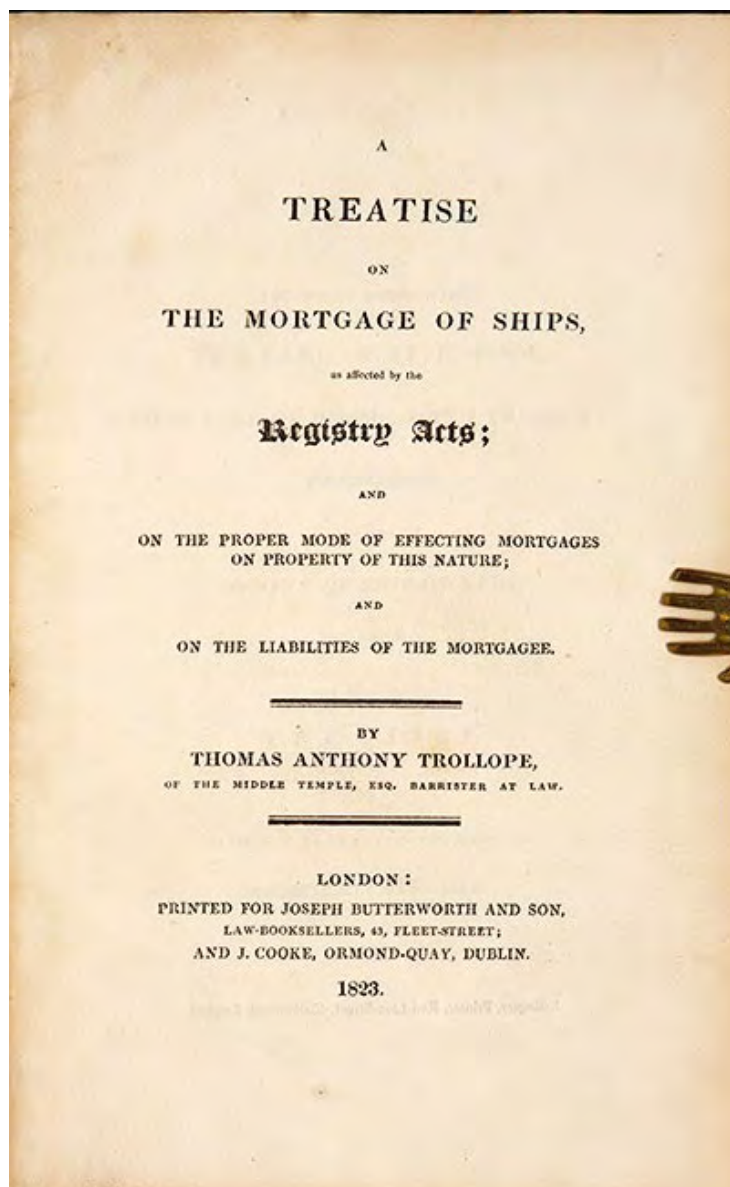 A
TREATISE
ON
THE MORTGAGE OF SHIPS,
as affected by the
Registry Acts;
AND
ON THE PROPER MODE OF EFFECTING MORTGAGES
ON PROPERTY OF THIS NATURE;
AND
ON THE LIABILITIES OF THE MORTGAGEE.
BY
THOMAS ANTHONY TROLLOPE,
OF THE MIDDLE TEMPLE, ESQ. BARRISTER AT LAW.
LONDON:
PRINTED FOR JOSEPH BUTTERWORTH AND SON,
LAW-BOOKSELLERS, 43, FLEET-STREET;
AND J. COOKE, ORMOND-QUAY, DUBLIN.
1823.